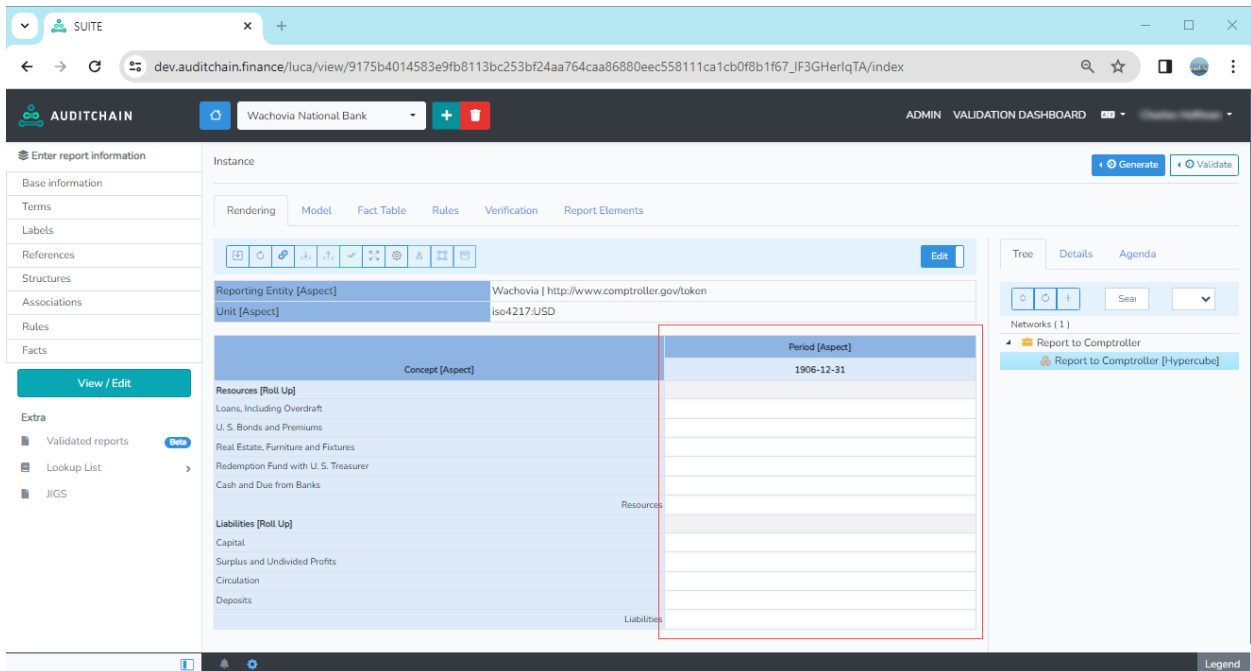 SUITE
dev.auditchain.finance/luca/view/9175b4014583e9fb8113bc253bf24aa764caa86880eec558111ca1cb0f8b1f67_IF3GHerIqTA/index
AUDITCHAIN
Wachovia National Bank
ADMIN VALIDATION DASHBOARD
Enter report information
Base information
Terms
Labels
References
Structures
Associations
Rules
Facts
View / Edit
Extra
Validated reports Beta
Lookup List
JIGS
Instance
Generate Validate
Rendering Model Fact Table Rules Verification Report Elements
Edit
Reporting Entity [Aspect] Wachovia | http://www.comptroller.gov/token
Unit [Aspect] iso4217:USD
Period [Aspect]
Concept [Aspect] 1906-12-31
Resources [Roll Up]
Loans, Including Overdraft
U. S. Bonds and Premiums
Real Estate, Furniture and Fixtures
Redemption Fund with U. S. Treasurer
Cash and Due from Banks
Resources
Liabilities [Roll Up]
Capital
Surplus and Undivided Profits
Circulation
Deposits
Liabilities
Tree Details Agenda
Sear
Networks ( 1 )
Report to Comptroller
Report to Comptroller [Hypercube]
Legend